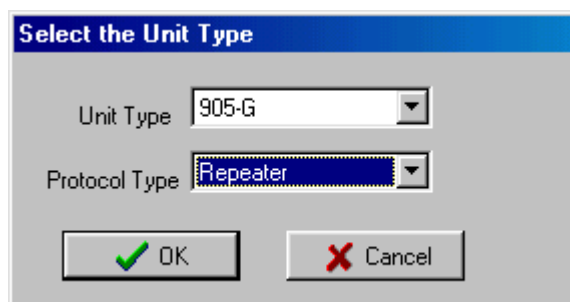 Select the Unit Type
Unit Type 905-G
Protocol Type Repeater
OK Cancel